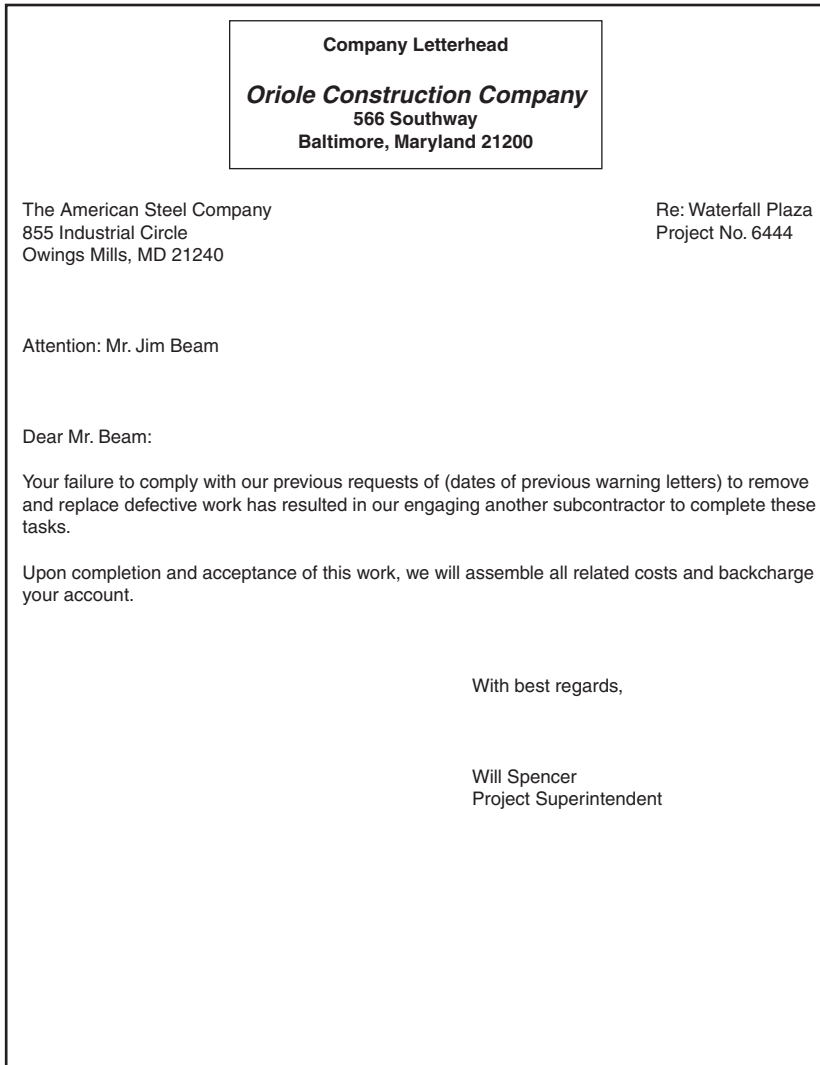 Company Letterhead
Oriole Construction Company
566 Southway
Baltimore, Maryland 21200
The American Steel Company
855 Industrial Circle
Owings Mills, MD 21240
Re: Waterfall Plaza
Project No. 6444
Attention: Mr. Jim Beam
Dear Mr. Beam:
Your failure to comply with our previous requests of (dates of previous warning letters) to remove
and replace defective work has resulted in our engaging another subcontractor to complete these
tasks.
Upon completion and acceptance of this work, we will assemble all related costs and backcharge
your account.
With best regards,
Will Spencer
Project Superintendent